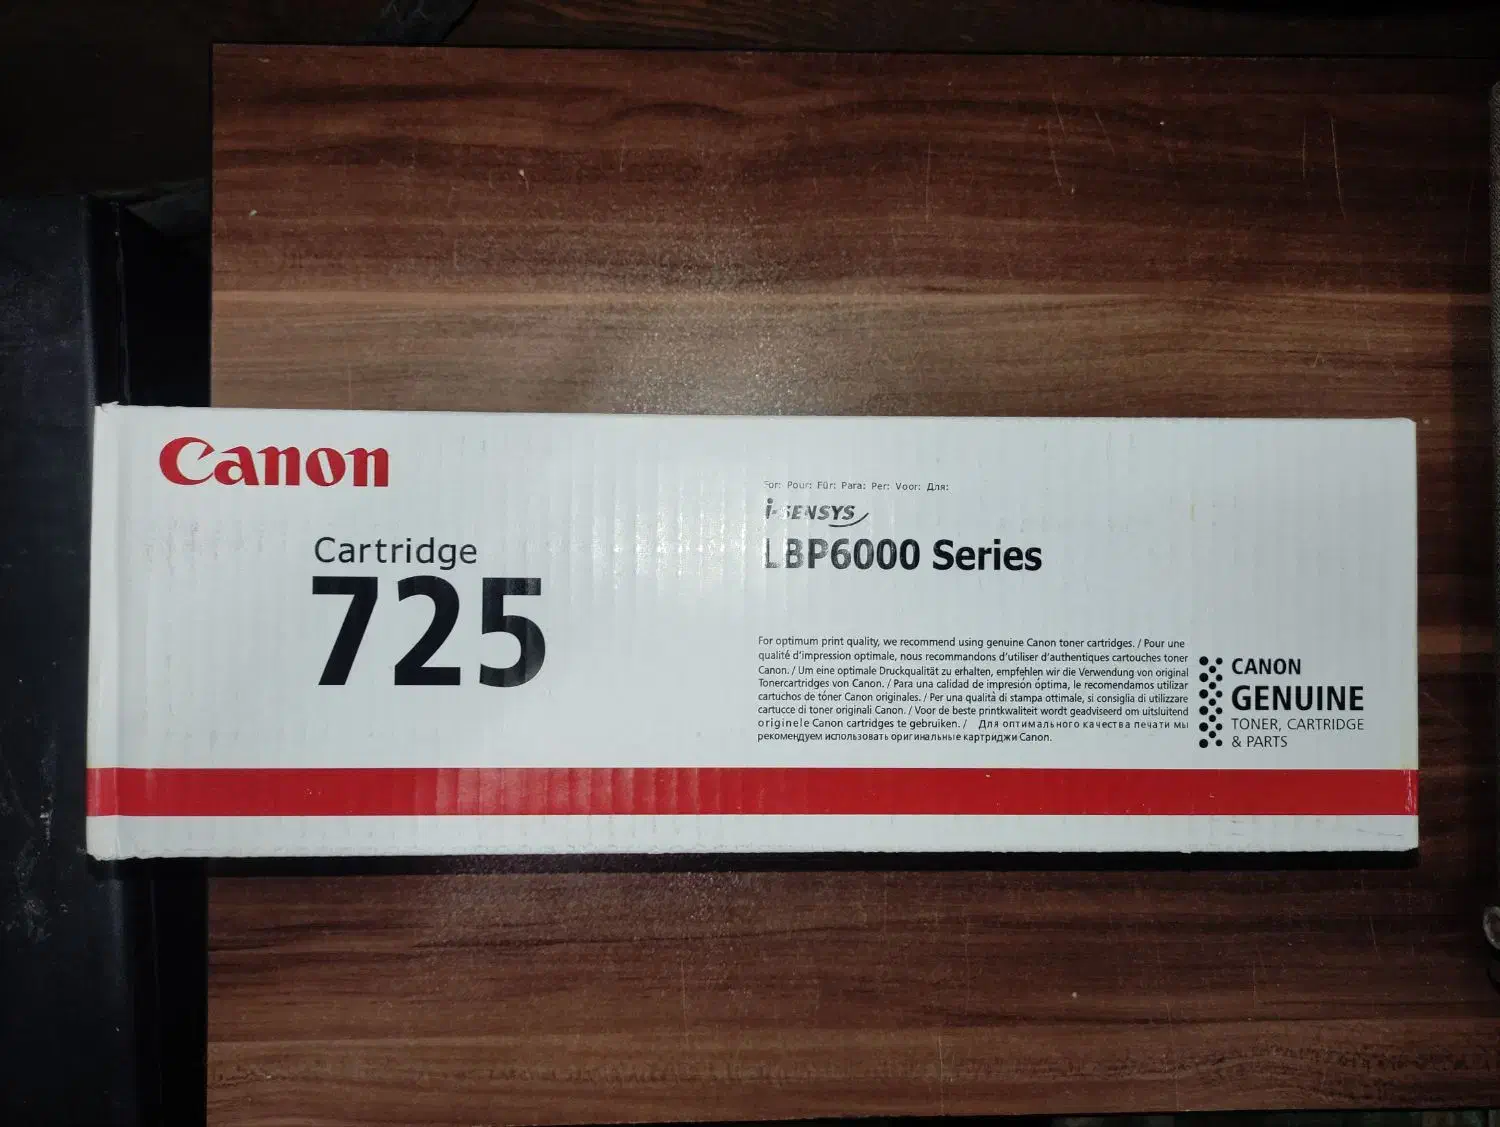 Canon
Cartridge
725
For: Pour: Für: Para: Per: Voor: Для:
i-SENSYS
LBP6000 Series
For optimum print quality, we recommend using genuine Canon toner cartridges. / Pour une
qualité d'impression optimale, nous recommandons d'utiliser d'authentiques cartouches toner
Canon. / Um eine optimale Druckqualität zu erhalten, empfehlen wir die Verwendung von original
Tonercartridges von Canon. / Para una calidad de impresión óptima, le recomendamos utilizar
cartuchos de tóner Canon originales. / Per una qualità di stampa ottimale, si consiglia di utilizzare
cartucce di toner originali Canon. / Voor de beste printkwaliteit wordt geadviseerd om uitsluitend
originele Canon cartridges te gebruiken. / Для оптимального качества печати мы
рекомендуем использовать оригинальные картриджи Canon.
CANON
GENUINE
TONER, CARTRIDGE
& PARTS